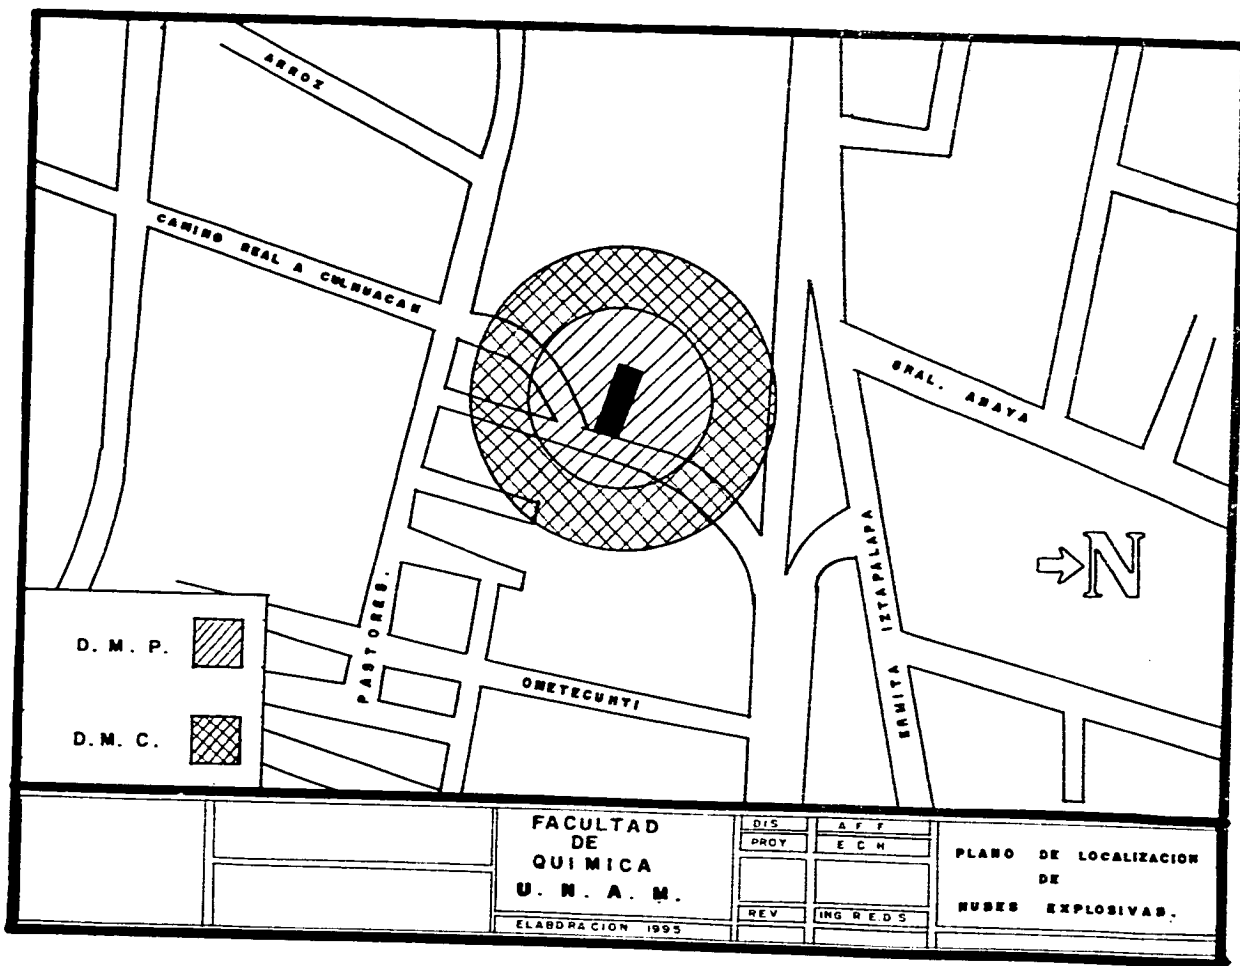 ARROZ
CAMINO REAL A CULHUACAN
GRAL. ANAYA
N
PASTORES.
ERMITA IZTAPALAPA
OMETECUHTI
D. M. P.
D. M. C.
FACULTAD
DE
QUIMICA
U. N. A. M.
ELABORACION 1995
DIS A F F
PROY E G H
REV ING R E D S
PLANO DE LOCALIZACION
DE
NUBES EXPLOSIVAS.